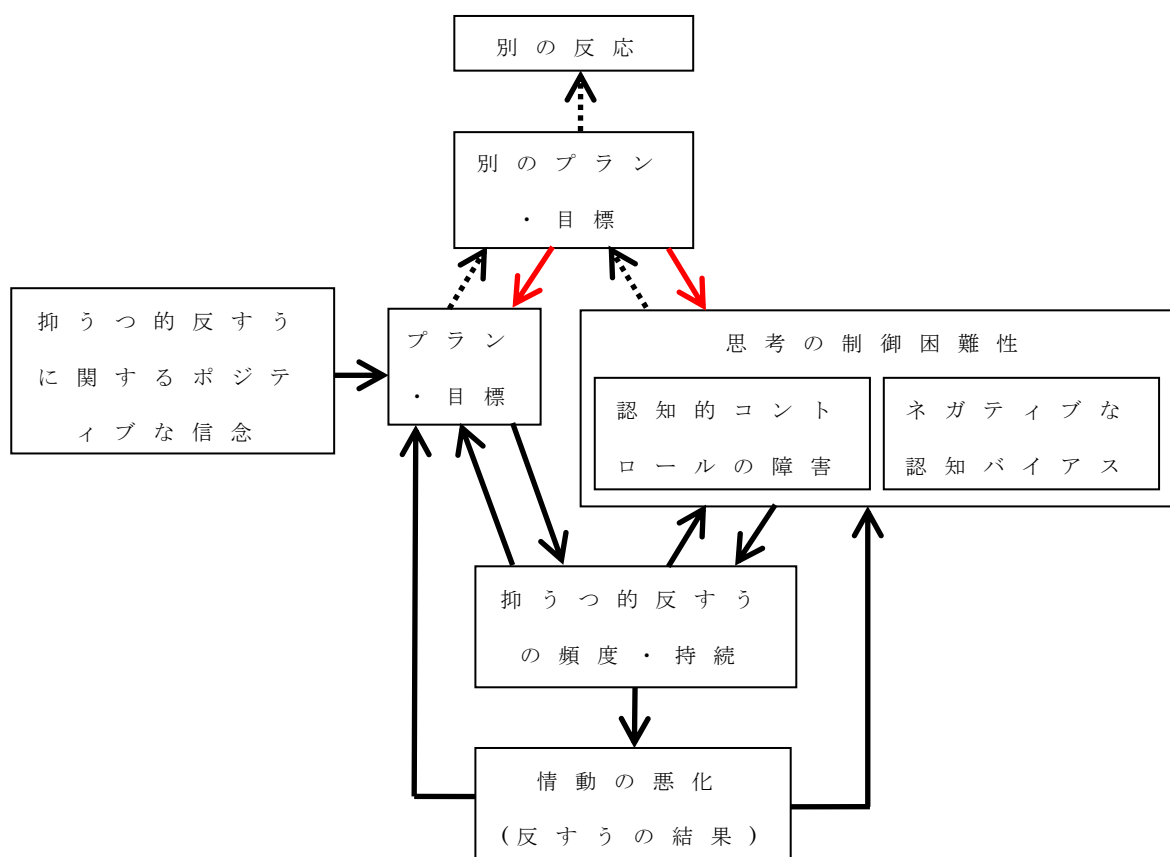 別の反応
別のプラン
・目標
抑うつ的反すう
に関するポジテ
ィブな信念
プラン
・目標
思考の制御困難性
認知的コント
ロールの障害
ネガティブな
認知バイアス
抑うつ的反すう
の頻度・持続
情動の悪化
(反すうの結果)